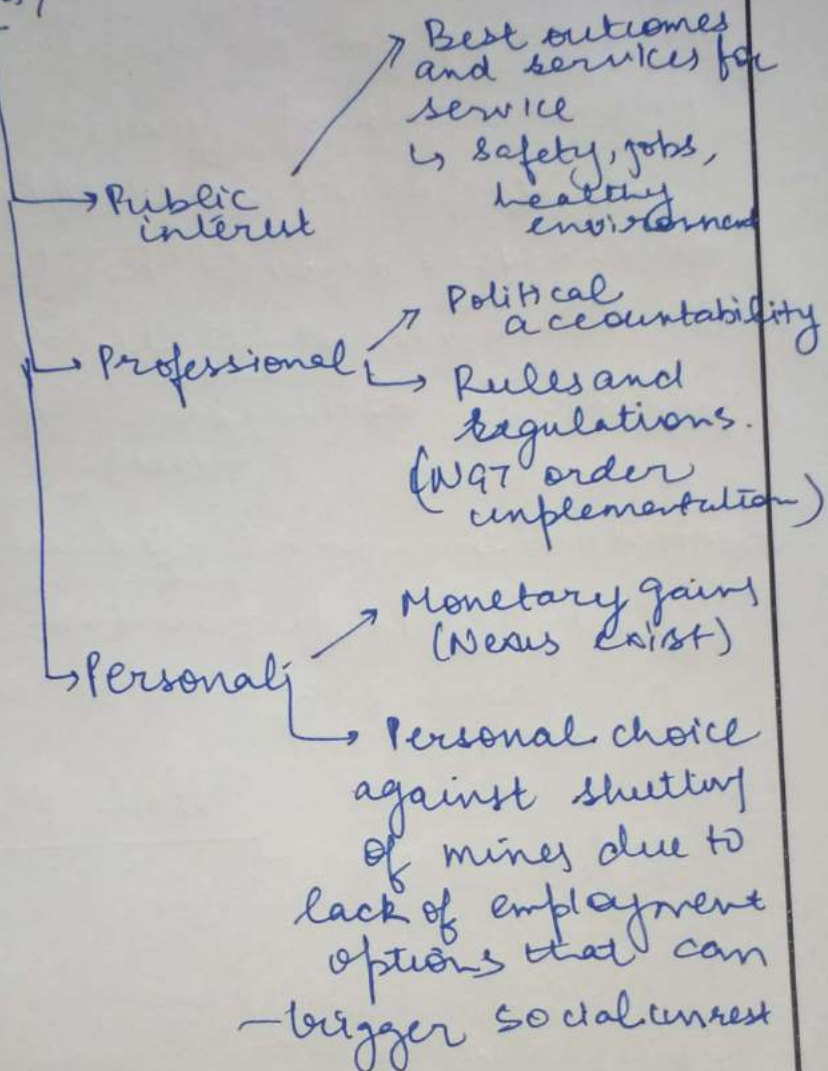 Best outcomes
and services for
service
↳ safety, jobs,
healthy
environment
→ Public
interest
Political
accountability
→ Professional
→ Rules and
regulations.
(NGT order
implementation)
Monetary gains
(Nexus exist)
→ Personal
→ Personal choice
against shutting
of mines due to
lack of employment
options that can
trigger social unrest